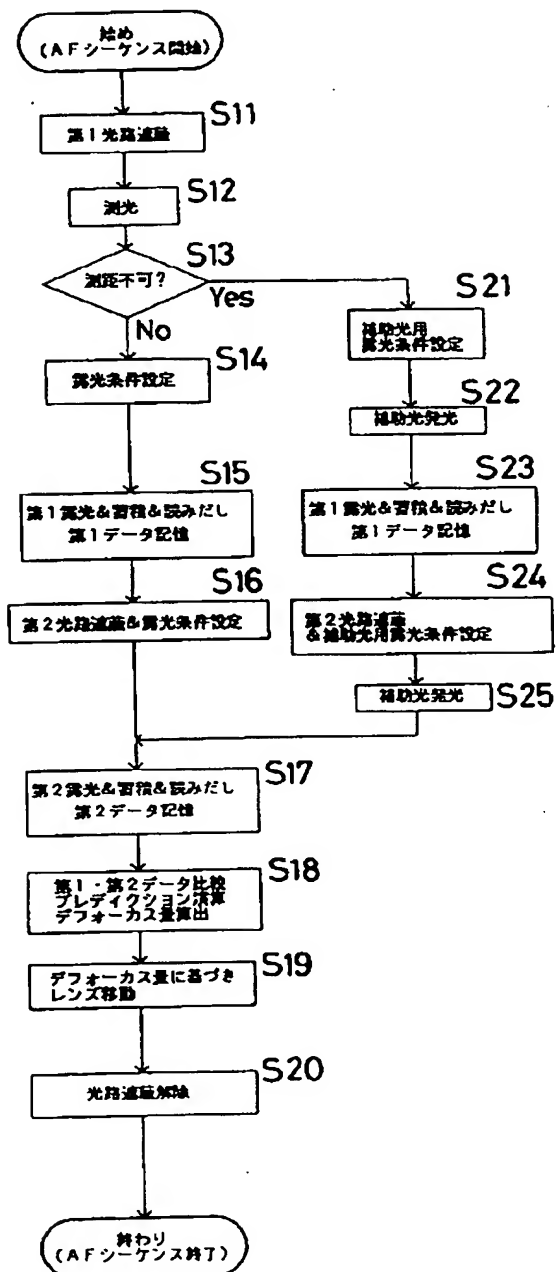 始め
(AFシーケンス開始)
S11
第1光路遮蔽
S12
測光
S13
測距不可?
Yes
No
S21
補助光用
露光条件設定
S14
露光条件設定
S22
補助光発光
S23
第1露光&蓄積&読みだし
第1データ記憶
S15
第1露光&蓄積&読みだし
第1データ記憶
S24
第2光路遮蔽
&補助光用露光条件設定
S16
第2光路遮蔽&露光条件設定
S25
補助光発光
S17
第2露光&蓄積&読みだし
第2データ記憶
S18
第1・第2データ比較
プレディクション演算
デフォーカス量算出
S19
デフォーカス量に基づき
レンズ移動
S20
光路遮蔽解除
終わり
(AFシーケンス終了)